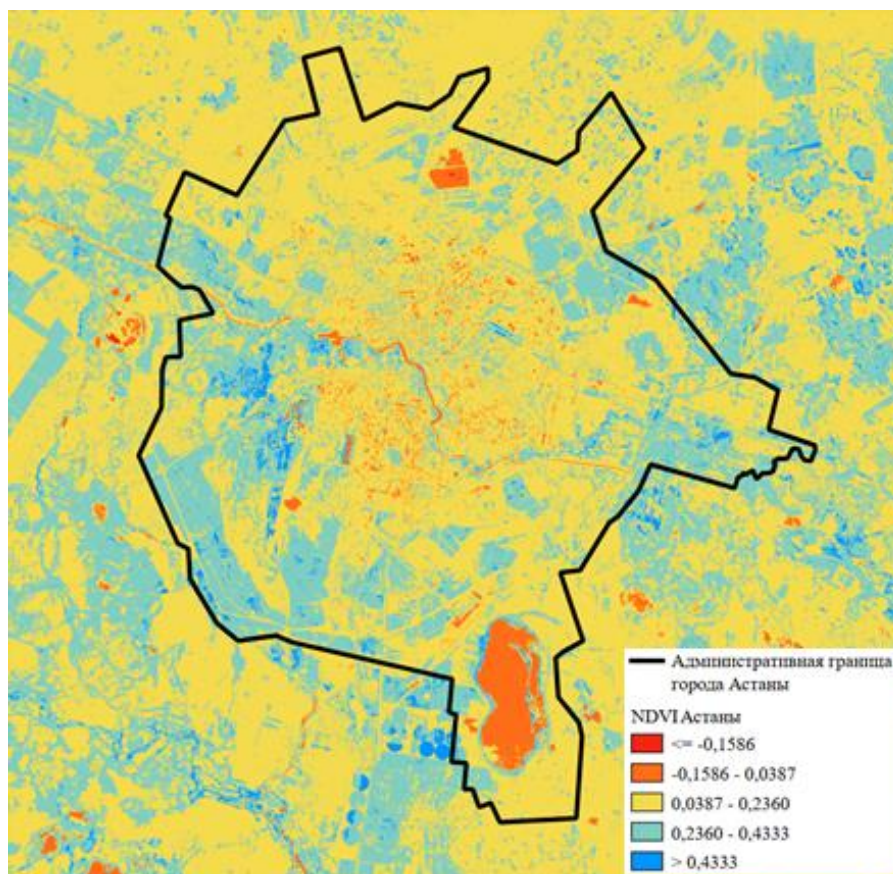 Административная граница
города Астаны
NDVI Астаны
<= -0,1586
-0,1586 - 0,0387
0,0387 - 0,2360
0,2360 - 0,4333
> 0,4333